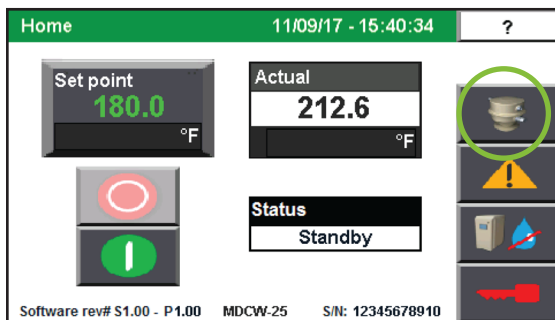 Home 11/09/17 - 15:40:34 ?
Set point
180.0
°F
Actual
212.6
°F
Status
Standby
Software rev# S1.00 - P1.00 MDCW-25 S/N: 12345678910